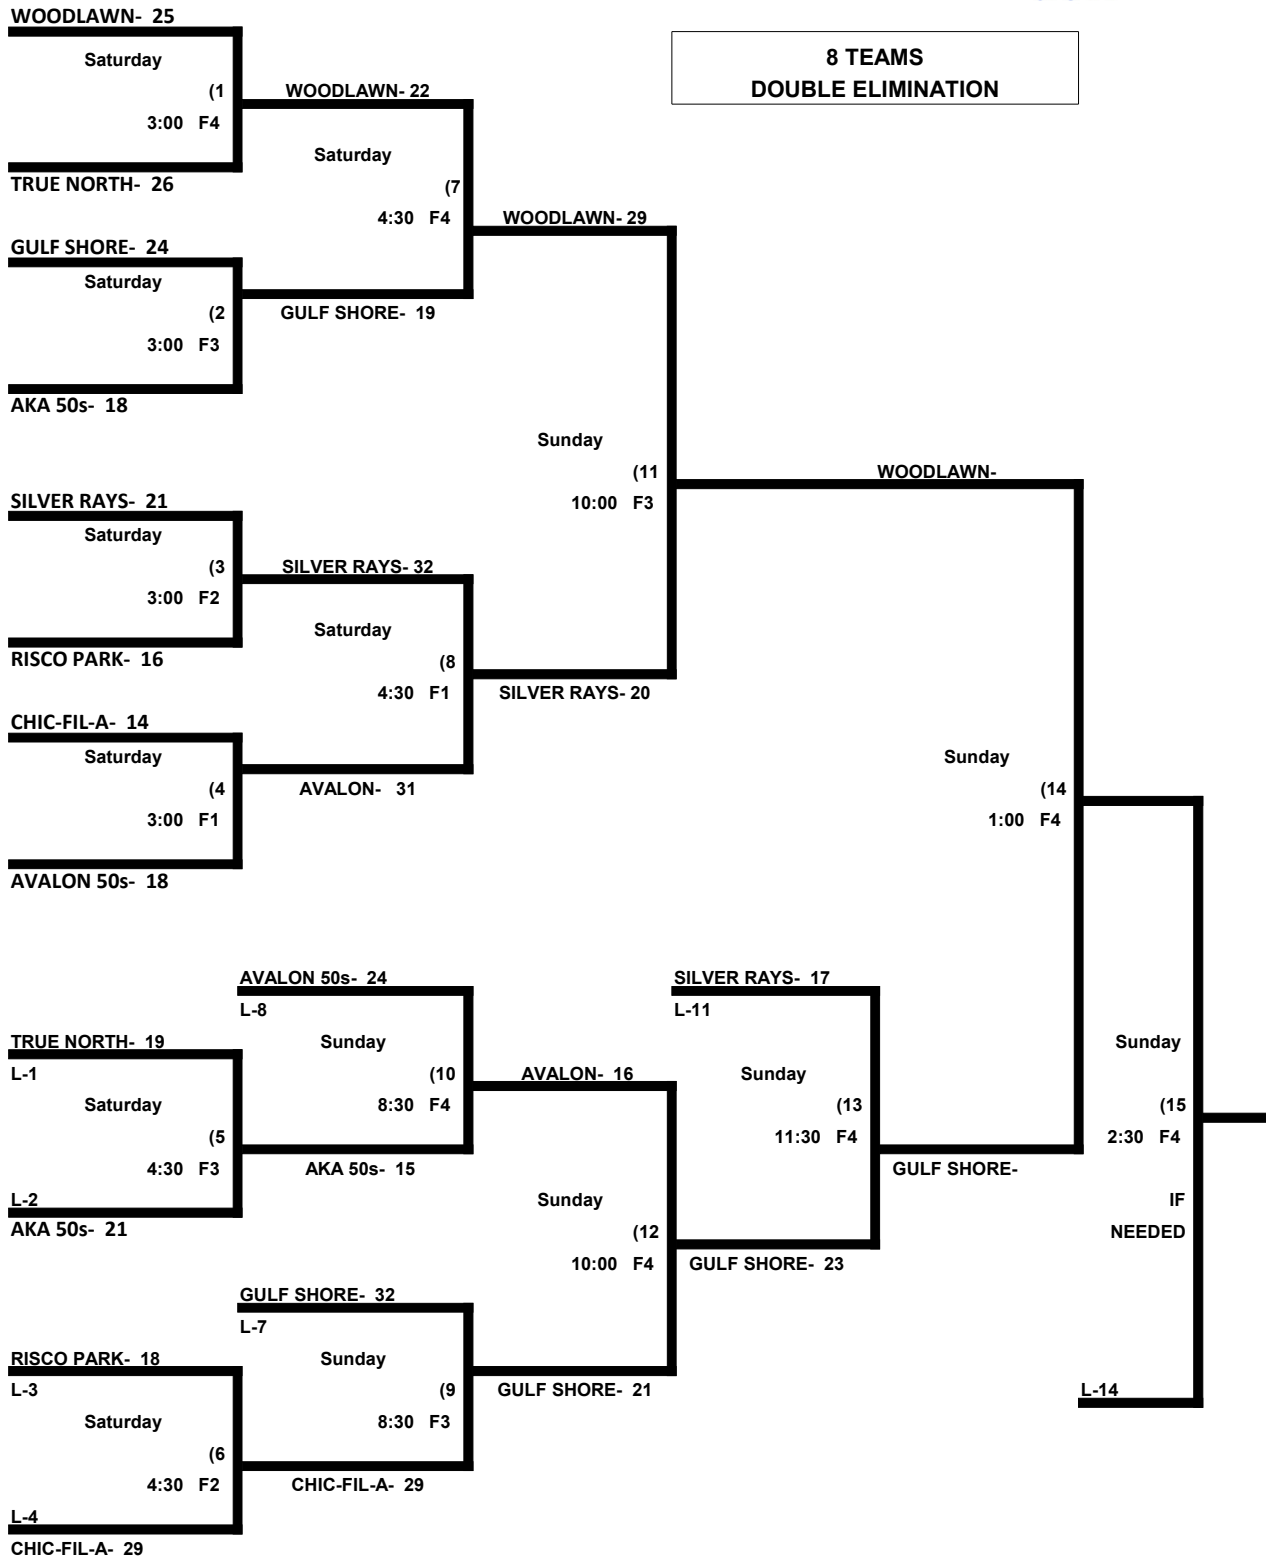 WOODLAWN- 25
8 TEAMS
DOUBLE ELIMINATION
Saturday
(1
3:00 F4
WOODLAWN- 22
TRUE NORTH- 26
Saturday
(7
4:30 F4
WOODLAWN- 29
GULF SHORE- 24
Saturday
(2
3:00 F3
GULF SHORE- 19
AKA 50s- 18
Sunday
(11
10:00 F3
WOODLAWN-
SILVER RAYS- 21
Saturday
(3
3:00 F2
SILVER RAYS- 32
RISCO PARK- 16
Saturday
(8
4:30 F1
SILVER RAYS- 20
CHIC-FIL-A- 14
Saturday
(4
3:00 F1
AVALON- 31
AVALON 50s- 18
Sunday
(14
1:00 F4
AVALON 50s- 24
L-8
SILVER RAYS- 17
L-11
TRUE NORTH- 19
L-1
Saturday
(5
4:30 F3
L-2
AKA 50s- 21
Sunday
(10
8:30 F4
AKA 50s- 15
AVALON- 16
Sunday
(13
11:30 F4
GULF SHORE-
Sunday
(15
2:30 F4
IF
NEEDED
Sunday
(12
10:00 F4
GULF SHORE- 23
GULF SHORE- 32
L-7
RISCO PARK- 18
L-3
Saturday
(6
4:30 F2
L-4
CHIC-FIL-A- 29
Sunday
(9
8:30 F3
CHIC-FIL-A- 29
GULF SHORE- 21
L-14